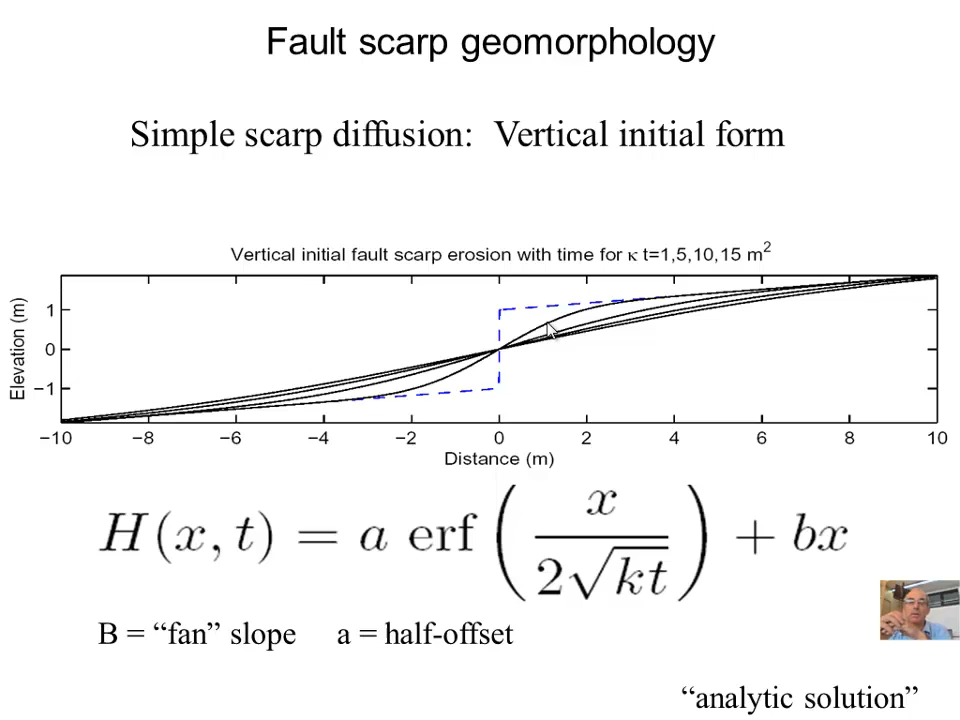 Fault scarp geomorphology
Simple scarp diffusion:  Vertical initial form
Vertical initial fault scarp erosion with time for κ t=1,5,10,15 m²
Elevation (m)
1
0
−1
−10 −8 −6 −4 −2 0 2 4 6 8 10
Distance (m)
H(x, t) = a erf (x / 2√kt) + bx
B = “fan” slope    a = half-offset
“analytic solution”